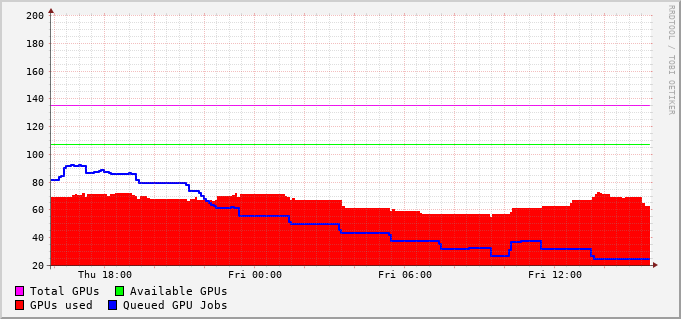 200
180
160
140
120
100
80
60
40
20
Thu 18:00 Fri 00:00 Fri 06:00 Fri 12:00
Total GPUs Available GPUs
GPUs used Queued GPU Jobs
RRDTOOL / TOBI OETIKER